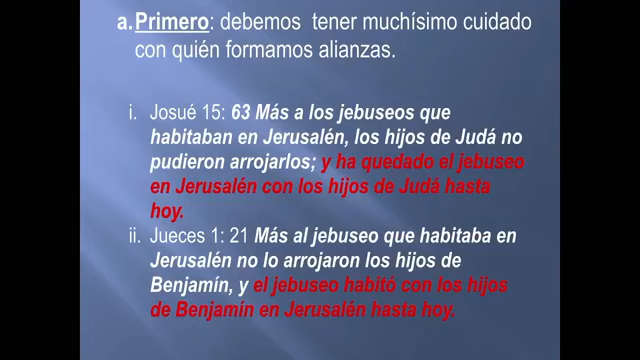 a. Primero: debemos tener muchísimo cuidado
con quién formamos alianzas.
i. Josué 15: 63 Más a los jebuseos que
habitaban en Jerusalén, los hijos de Judá no
pudieron arrojarlos; y ha quedado el jebuseo
en Jerusalén con los hijos de Judá hasta
hoy.
ii. Jueces 1: 21 Más al jebuseo que habitaba en
Jerusalén no lo arrojaron los hijos de
Benjamín, y el jebuseo habitó con los hijos
de Benjamín en Jerusalén hasta hoy.